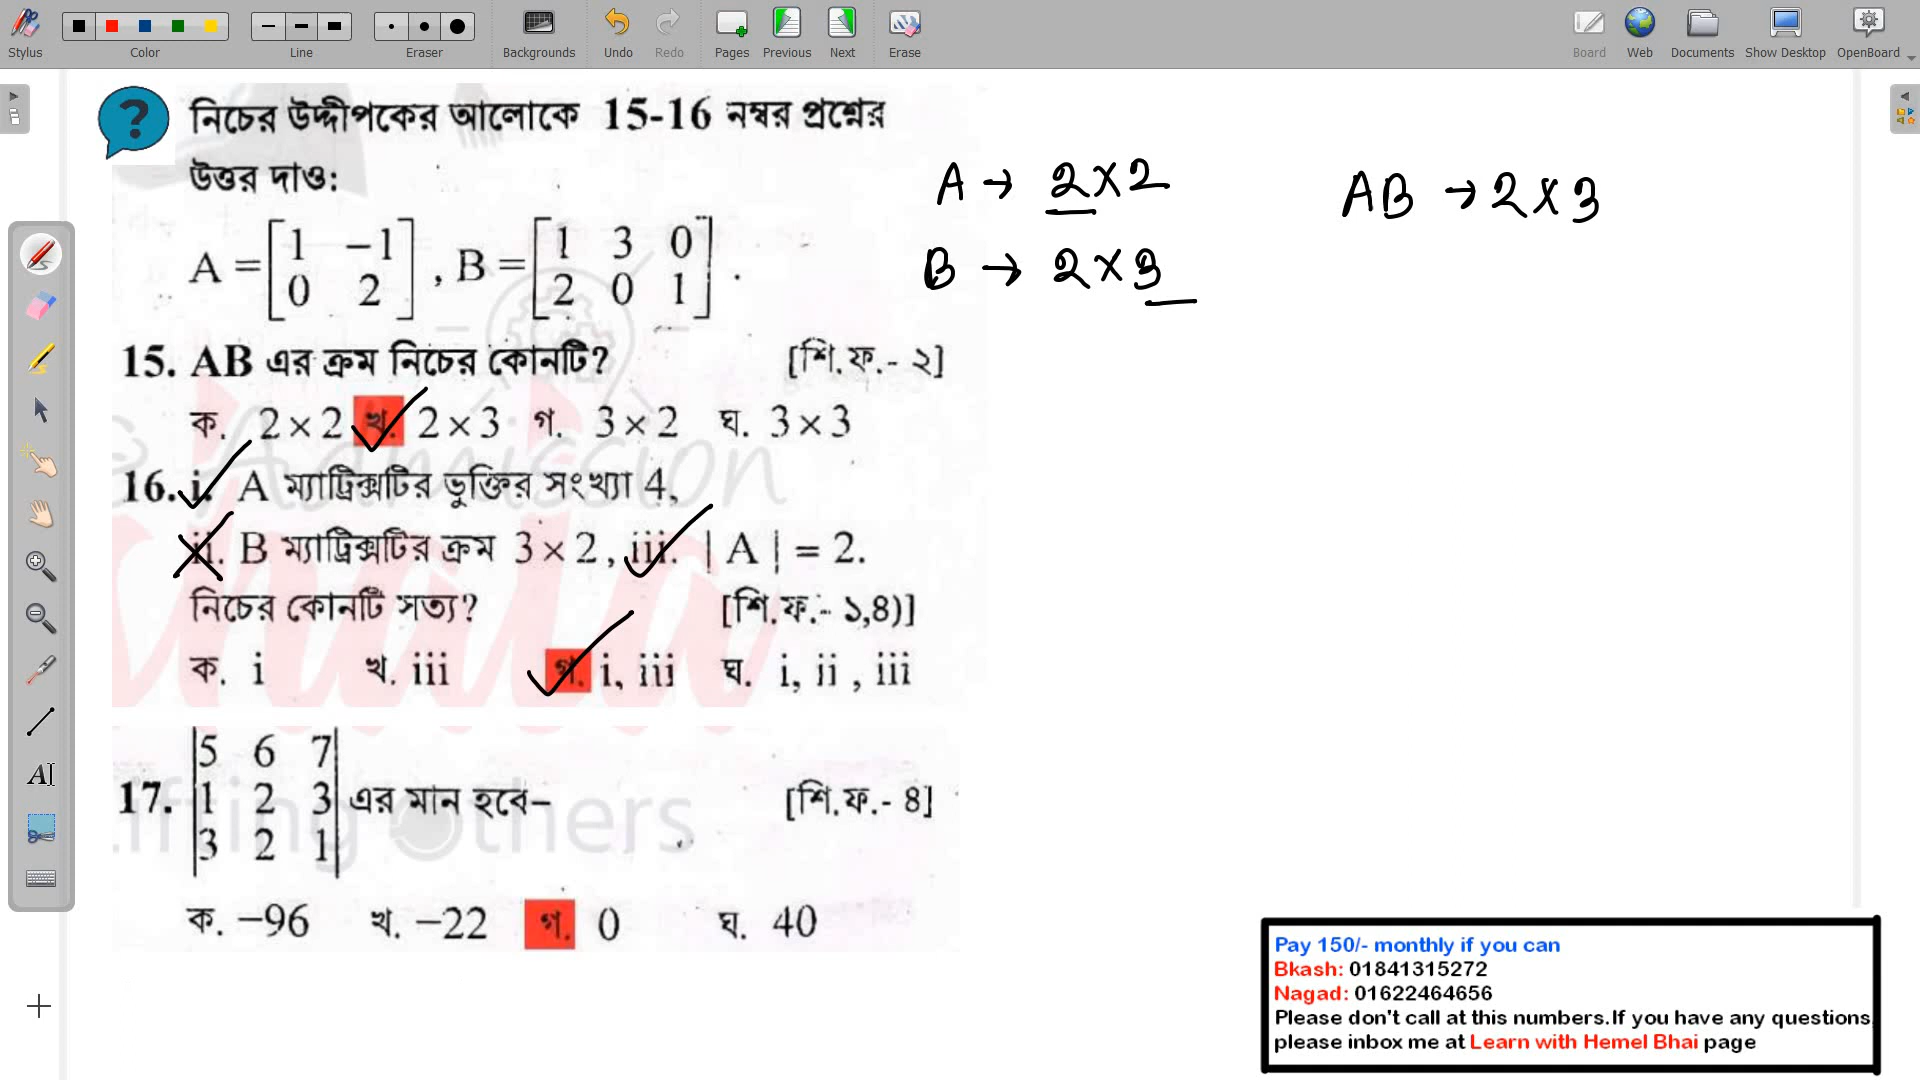 Stylus Color Line Eraser Backgrounds Undo Redo Pages Previous Next Erase Board Web Documents Show Desktop OpenBoard
নিচের উদ্দীপকের আলোকে 15-16 নম্বর প্রশ্নের
উত্তর দাও:
A = [1 -1 0 2], B = [1 3 0 2 0 1].
15. AB এর ক্রম নিচের কোনটি? [শি.ফ.- ২]
ক. 2 × 2 খ. 2 × 3 গ. 3 × 2 ঘ. 3 × 3
16. i. A ম্যাট্রিক্সটির ভুক্তির সংখ্যা 4,
ii. B ম্যাট্রিক্সটির ক্রম 3 × 2, iii. | A | = 2.
নিচের কোনটি সত্য? [শি.ফ.- ১,৪)]
ক. i খ. iii গ. i, iii ঘ. i, ii , iii
17. |5 6 7 1 2 3 3 2 1| এর মান হবে– [শি.ফ.- 8]
ক. –96 খ. –22 গ. 0 ঘ. 40
A → 2×2
B → 2×3
AB → 2×3
Admission
ifting Others
Pay 150/- monthly if you can
Bkash: 01841315272
Nagad: 01622464656
Please don't call at this numbers.If you have any questions
please inbox me at Learn with Hemel Bhai page